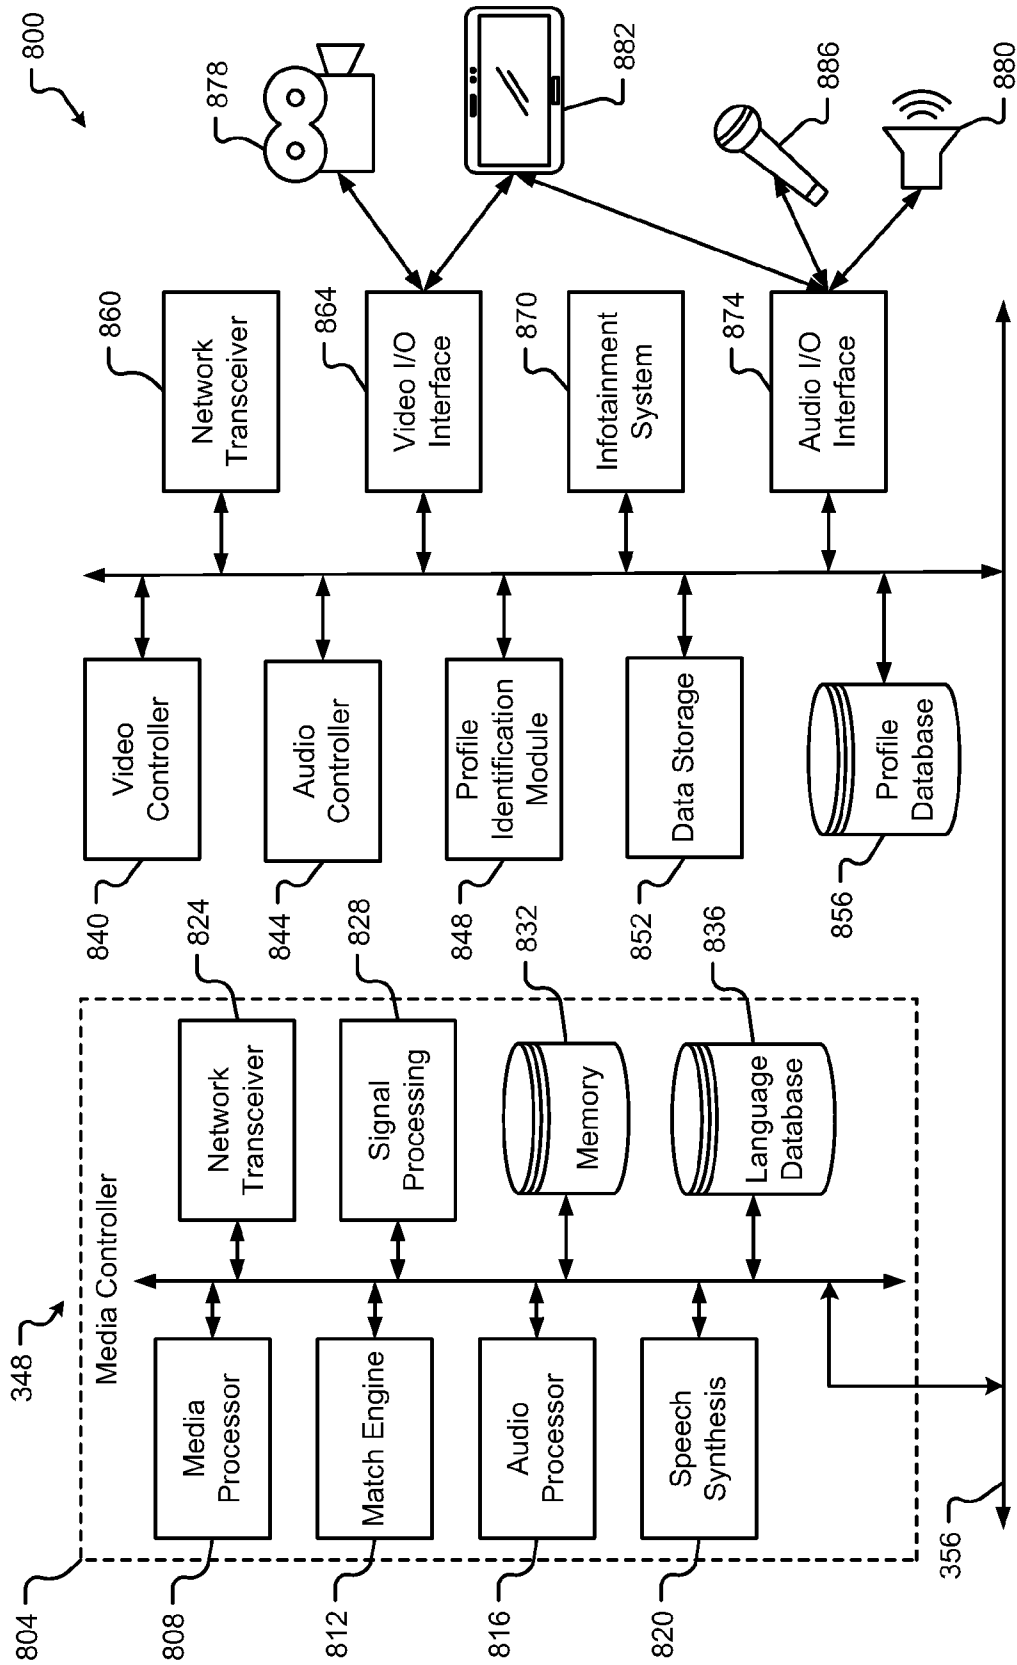 800
348
804
Media Controller
808
Media
Processor
812
Match Engine
816
Audio
Processor
820
Speech
Synthesis
824
Network
Transceiver
828
Signal
Processing
832
Memory
836
Language
Database
840
Video
Controller
844
Audio
Controller
848
Profile
Identification
Module
852
Data Storage
856
Profile
Database
860
Network
Transceiver
864
Video I/O
Interface
870
Infotainment
System
874
Audio I/O
Interface
878
882
886
880
356